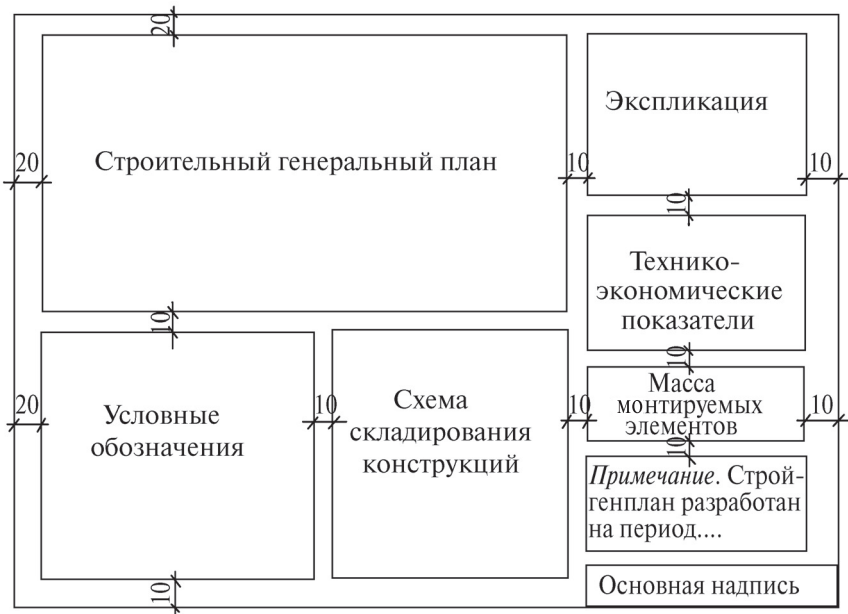 20
Экспликация
Строительный генеральный план
20
10
10
10
Технико-
экономические
показатели
10
10
Масса
монтируемых
элементов
20
Условные
обозначения
10
Схема
складирования
конструкций
10
10
10
Примечание. Строй-
генплан разработан
на период....
10
Основная надпись